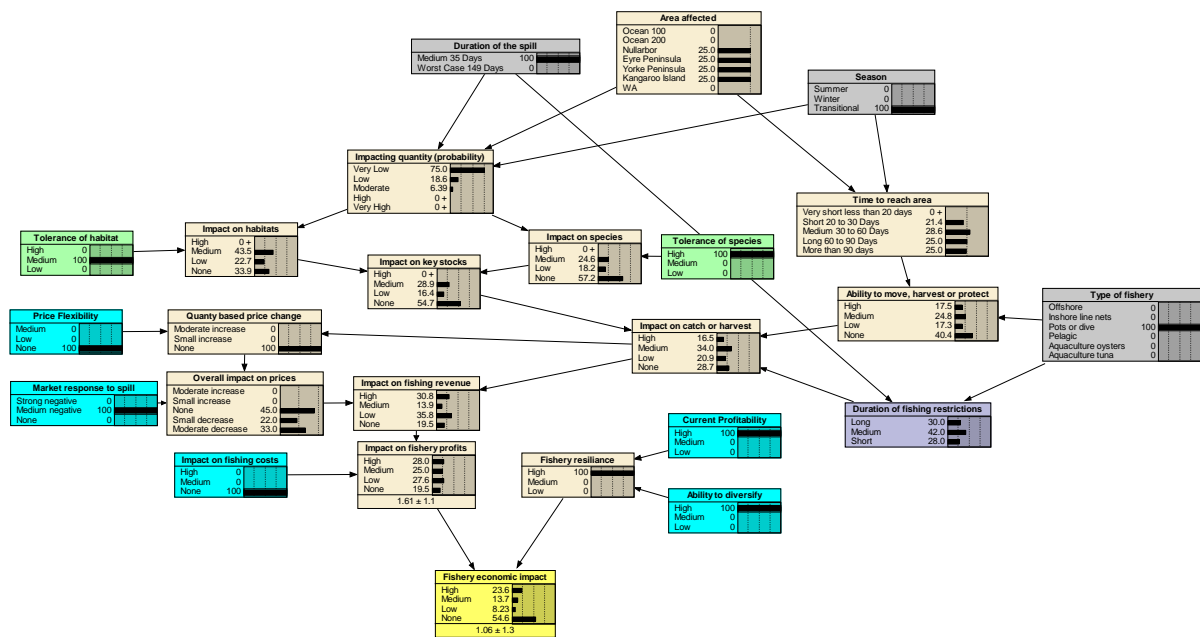 Area affected
Ocean 100 0
Ocean 200 0
Nullarbor 25.0
Eyre Peninsula 25.0
Yorke Peninsula 25.0
Kangaroo Island 25.0
WA 0
Duration of the spill
Medium 35 Days 100
Worst Case 149 Days 0
Season
Summer 0
Winter 0
Transitional 100
Impacting quantity (probability)
Very Low 75.0
Low 18.6
Moderate 6.39
High 0 +
Very High 0 +
Time to reach area
Very short less than 20 days 0 +
Short 20 to 30 Days 21.4
Medium 30 to 60 Days 28.6
Long 60 to 90 Days 25.0
More than 90 days 25.0
Tolerance of habitat
High 0
Medium 100
Low 0
Impact on habitats
High 0 +
Medium 43.5
Low 22.7
None 33.9
Impact on species
High 0 +
Medium 24.6
Low 18.2
None 57.2
Tolerance of species
High 100
Medium 0
Low 0
Impact on key stocks
High 0 +
Medium 28.9
Low 16.4
None 54.7
Ability to move, harvest or protect
High 17.5
Medium 24.8
Low 17.3
None 40.4
Type of fishery
Offshore 0
Inshore line nets 0
Pots or dive 100
Pelagic 0
Aquaculture oysters 0
Aquaculture tuna 0
Price Flexibility
Medium 0
Low 0
None 100
Quanty based price change
Moderate increase 0
Small increase 0
None 100
Impact on catch or harvest
High 16.5
Medium 34.0
Low 20.9
None 28.7
Market response to spill
Strong negative 0
Medium negative 100
None 0
Overall impact on prices
Moderate increase 0
Small increase 0
None 45.0
Small decrease 22.0
Moderate decrease 33.0
Impact on fishing revenue
High 30.8
Medium 13.9
Low 35.8
None 19.5
Duration of fishing restrictions
Long 30.0
Medium 42.0
Short 28.0
Current Profitability
High 100
Medium 0
Low 0
Impact on fishing costs
High 0
Medium 0
None 100
Impact on fishery profits
High 28.0
Medium 25.0
Low 27.6
None 19.5
1.61 ± 1.1
Fishery resiliance
High 100
Medium 0
Low 0
Ability to diversify
High 100
Medium 0
Low 0
Fishery economic impact
High 23.6
Medium 13.7
Low 8.23
None 54.6
1.06 ± 1.3